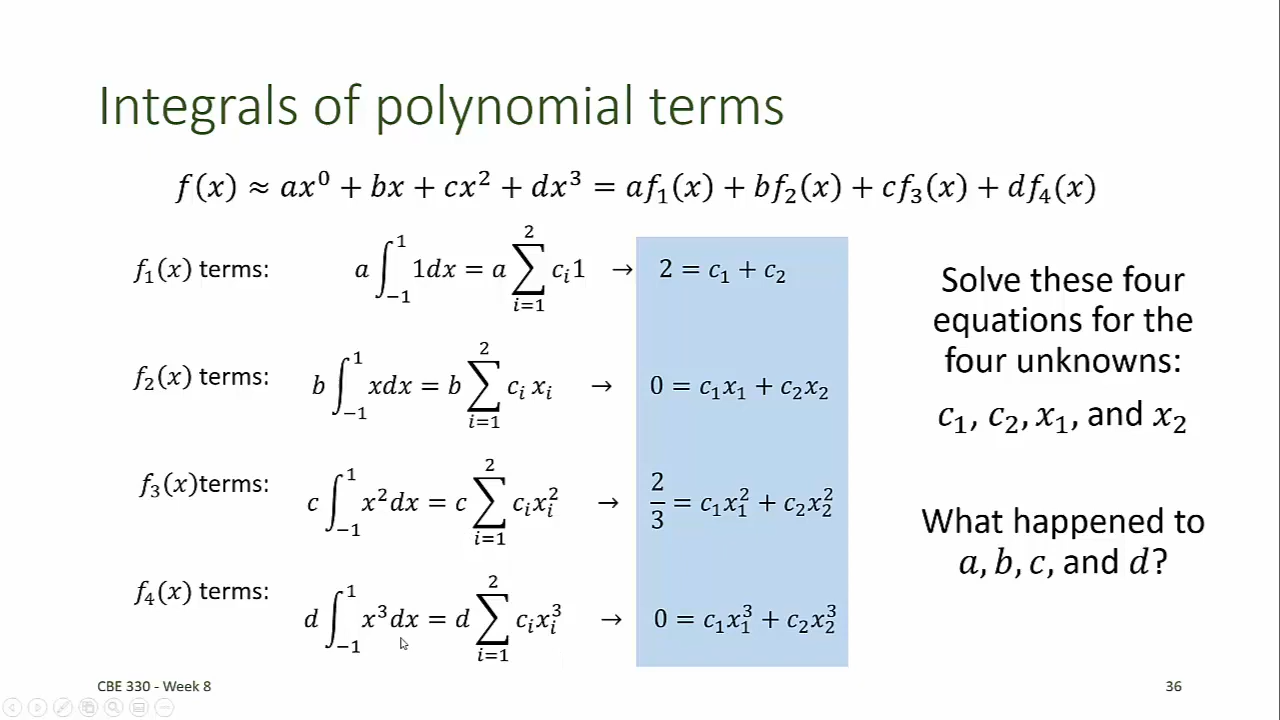 Integrals of polynomial terms
f(x) ≈ ax⁰ + bx + cx² + dx³ = af₁(x) + bf₂(x) + cf₃(x) + df₄(x)
f₁(x) terms: a ∫₋₁¹ 1dx = a ∑ᵢ₌₁² cᵢ1 → 2 = c₁ + c₂
f₂(x) terms: b ∫₋₁¹ xdx = b ∑ᵢ₌₁² cᵢ xᵢ → 0 = c₁x₁ + c₂x₂
f₃(x)terms: c ∫₋₁¹ x²dx = c ∑ᵢ₌₁² cᵢxᵢ² → 2/3 = c₁x₁² + c₂x₂²
f₄(x) terms: d ∫₋₁¹ x³dx = d ∑ᵢ₌₁² cᵢxᵢ³ → 0 = c₁x₁³ + c₂x₂³
Solve these four
equations for the
four unknowns:
c₁, c₂, x₁, and x₂
What happened to
a, b, c, and d?
CBE 330 - Week 8
36